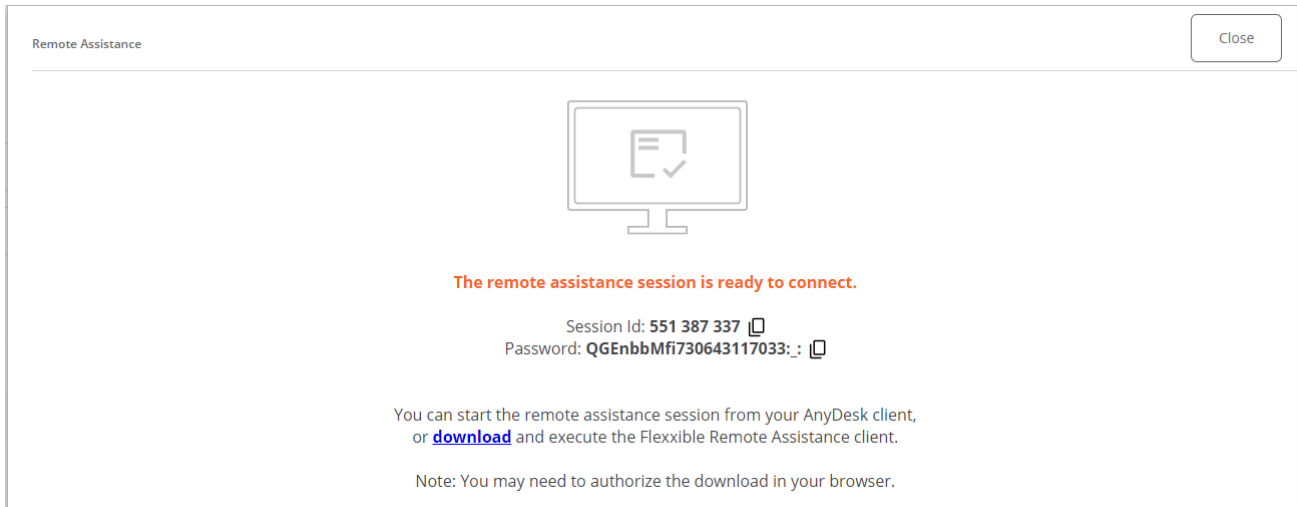 Remote Assistance
Close
The remote assistance session is ready to connect.
Session Id: 551 387 337
Password: QGEnbbMfi730643117033:_:
You can start the remote assistance session from your AnyDesk client,
or download and execute the Flexxible Remote Assistance client.
Note: You may need to authorize the download in your browser.